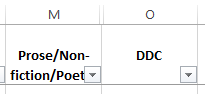 M O
Prose/Non- DDC
fiction/Poet